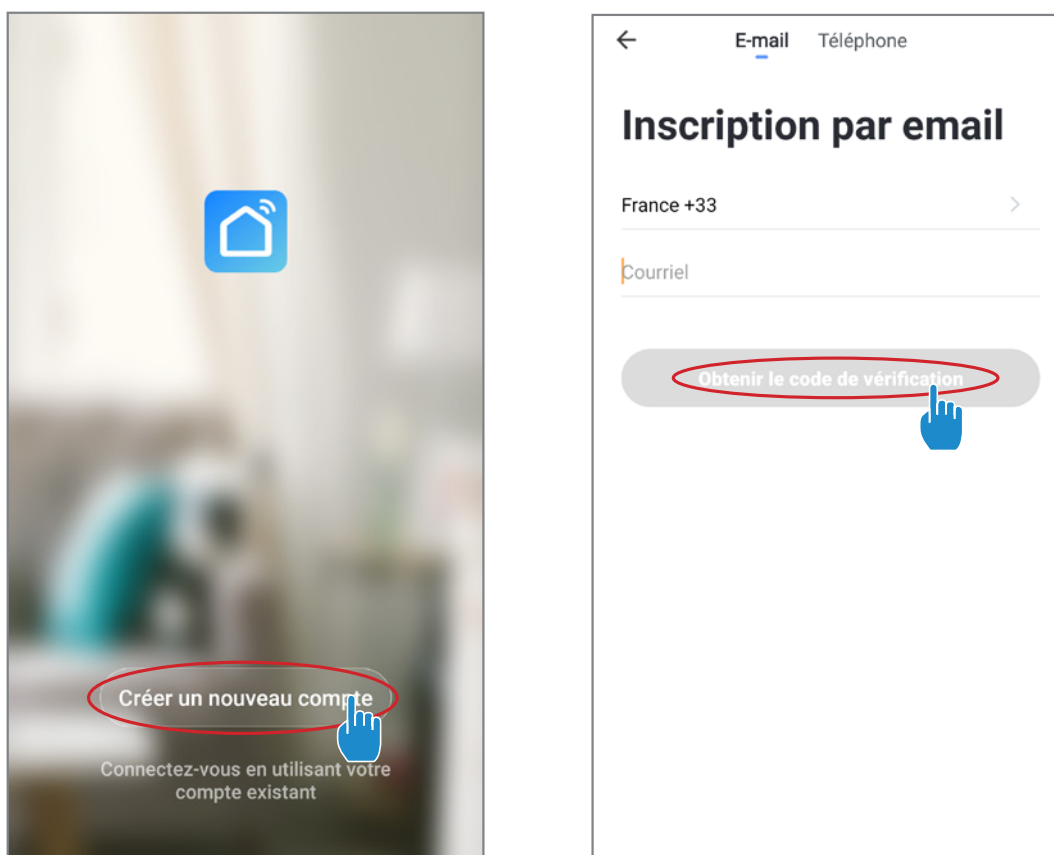 Créer un nouveau compte
Connectez-vous en utilisant votre
compte existant
E-mail Téléphone
Inscription par email
France +33
Courriel
Obtenir le code de vérification